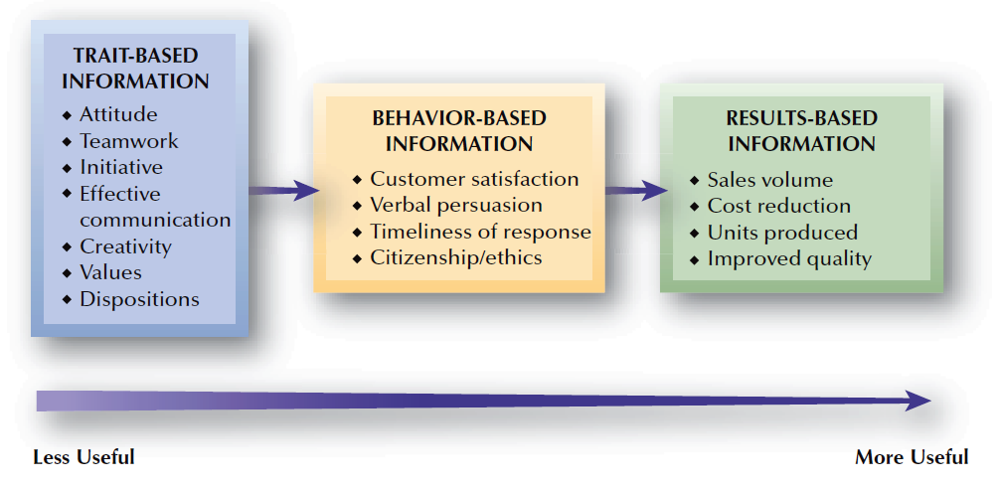 TRAIT-BASED
INFORMATION
◆ Attitude
◆ Teamwork
◆ Initiative
◆ Effective
communication
◆ Creativity
◆ Values
◆ Dispositions
BEHAVIOR-BASED
INFORMATION
◆ Customer satisfaction
◆ Verbal persuasion
◆ Timeliness of response
◆ Citizenship/ethics
RESULTS-BASED
INFORMATION
◆ Sales volume
◆ Cost reduction
◆ Units produced
◆ Improved quality
Less Useful
More Useful